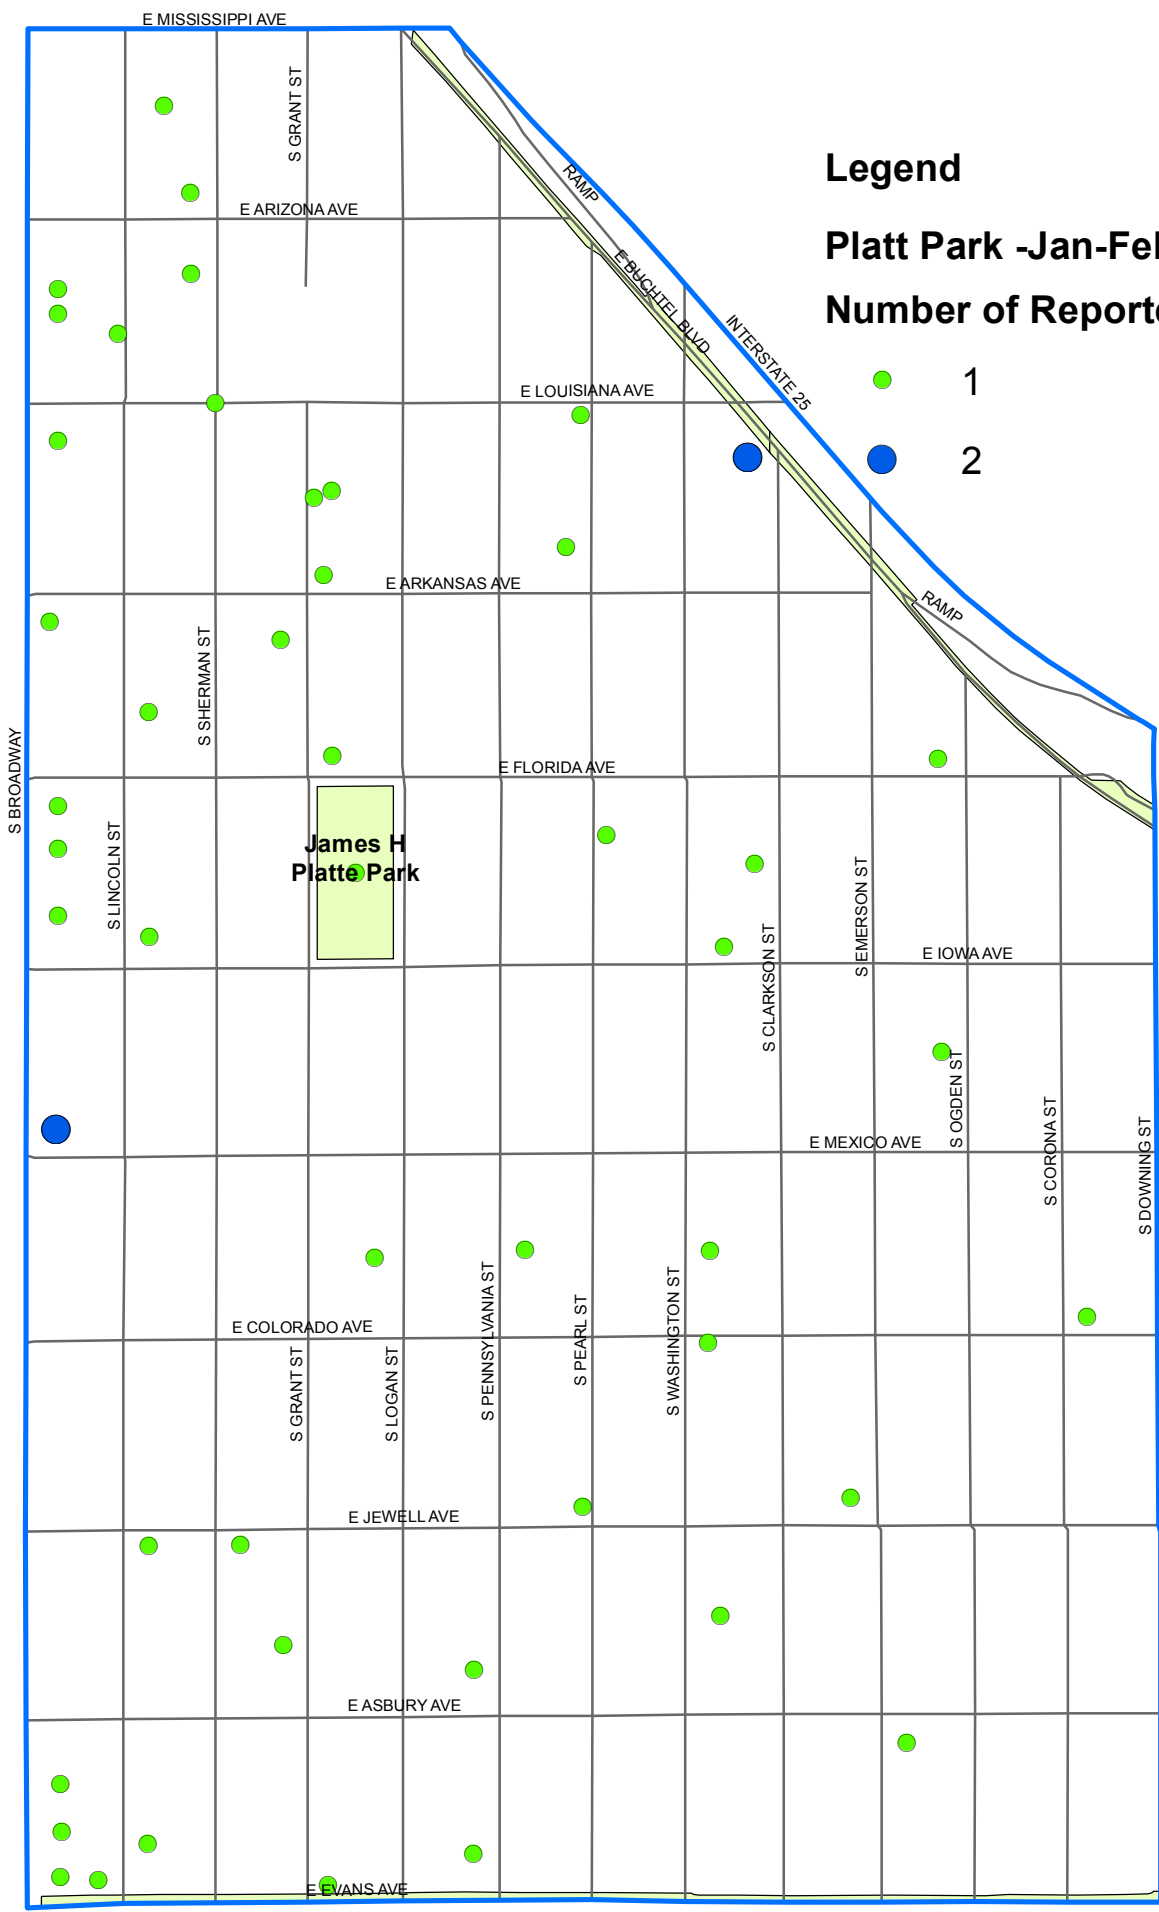 E MISSISSIPPI AVE
S GRANT ST
RAMP
Legend
Platt Park -Jan-Fe
E ARIZONA AVE
E BUCHTEL BLVD
Number of Report
INTERSTATE 25
1
E LOUISIANA AVE
2
E ARKANSAS AVE
RAMP
S SHERMAN ST
S BROADWAY
E FLORIDA AVE
James H
Platte Park
S LINCOLN ST
S EMERSON ST
S CLARKSON ST
E IOWA AVE
S OGDEN ST
E MEXICO AVE
S CORONA ST
S DOWNING ST
S PENNSYLVANIA ST
S PEARL ST
S WASHINGTON ST
E COLORADO AVE
S GRANT ST
S LOGAN ST
E JEWELL AVE
E ASBURY AVE
E EVANS AVE